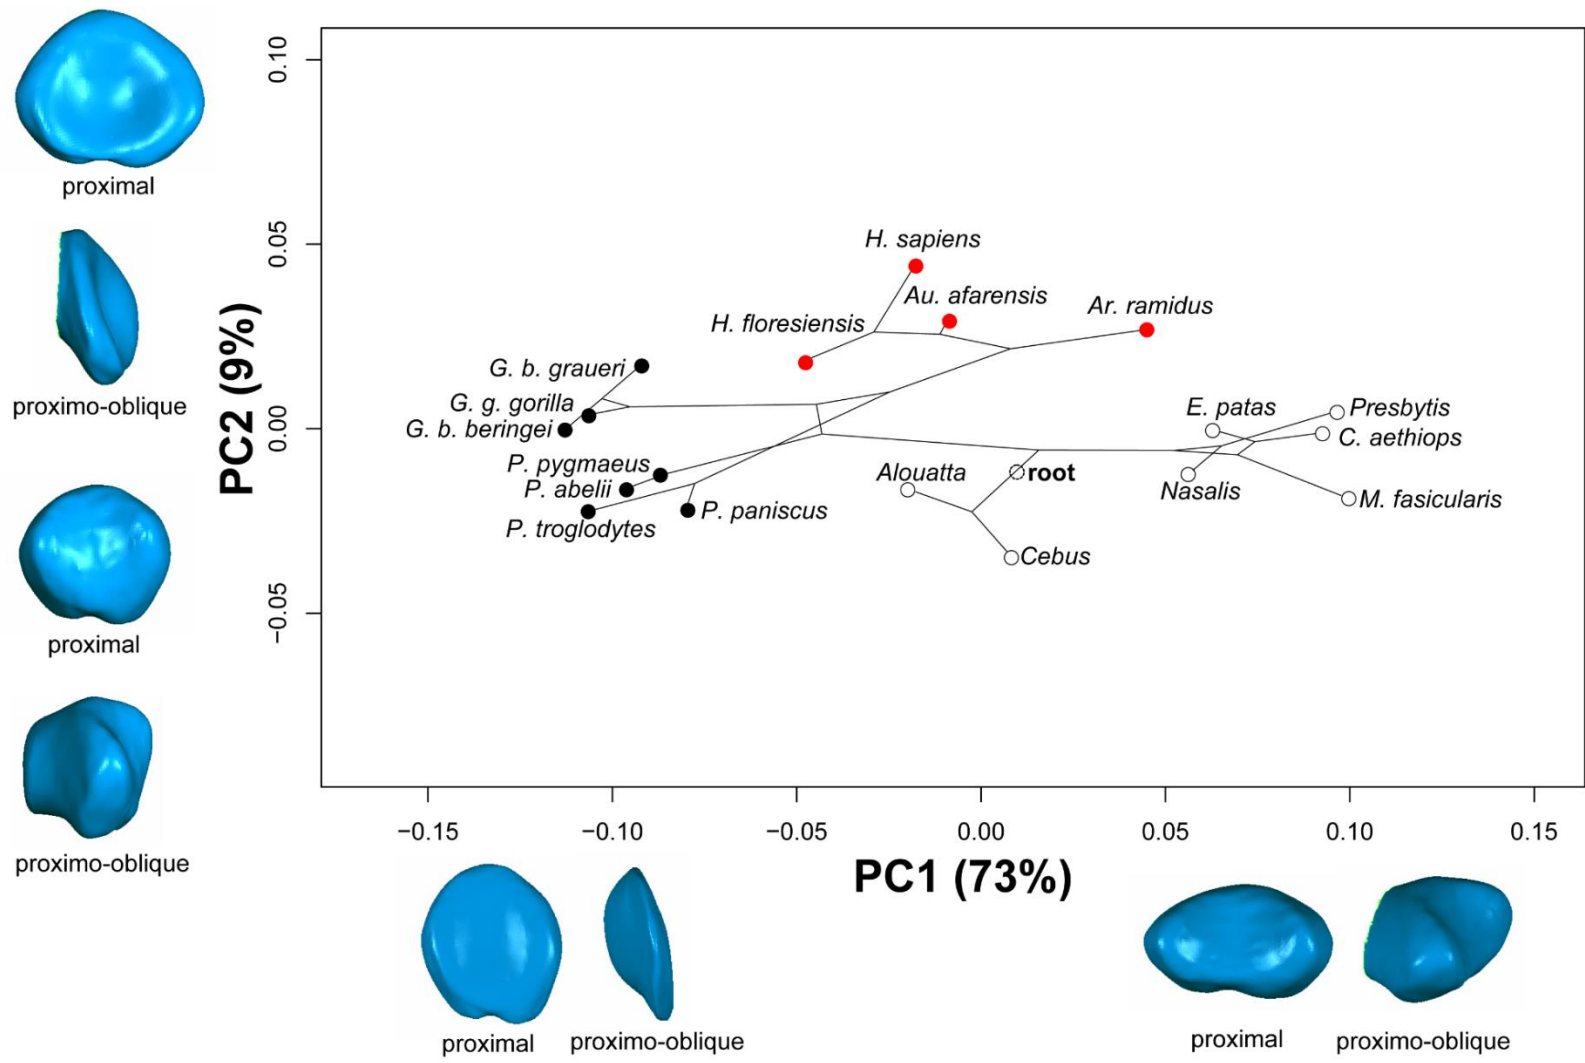 proximal
proximo-oblique
proximal
proximo-oblique
PC2 (9%)
0.10
0.05
0.00
−0.05
H. sapiens
Au. afarensis
Ar. ramidus
H. floresiensis
G. b. graueri
G. g. gorilla
G. b. beringei
P. pygmaeus
P. abelii
P. troglodytes
P. paniscus
Alouatta
root
Cebus
E. patas
Presbytis
C. aethiops
Nasalis
M. fasicularis
−0.15
−0.10
−0.05
0.00
0.05
0.10
0.15
PC1 (73%)
proximal
proximo-oblique
proximal
proximo-oblique